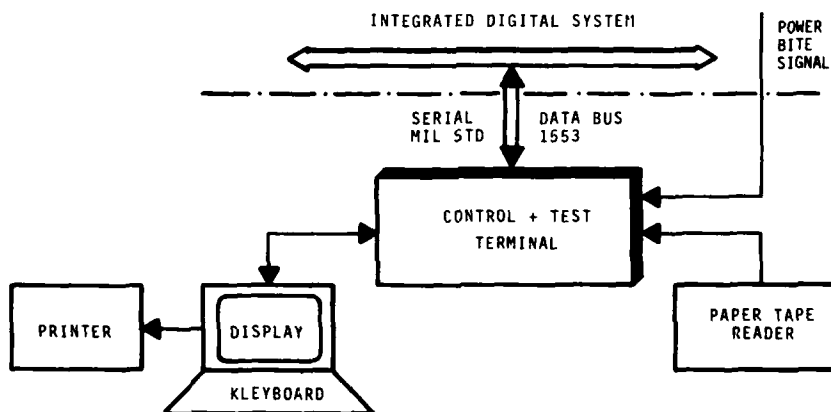 INTEGRATED DIGITAL SYSTEM
POWER
BITE
SIGNAL
SERIAL
MIL STD
DATA BUS
1553
CONTROL + TEST
TERMINAL
PRINTER
DISPLAY
KLEYBOARD
PAPER TAPE
READER